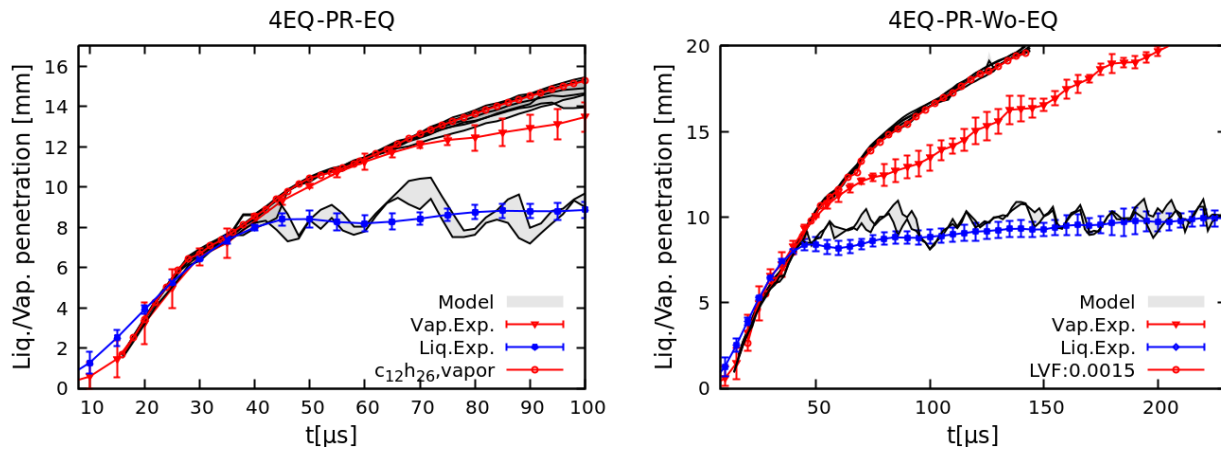 4EQ-PR-EQ
Liq./Vap. penetration [mm]
16
14
12
10
8
6
4
2
0
Model
Vap.Exp.
Liq.Exp.
c₁₂h₂₆,vapor
10 20 30 40 50 60 70 80 90 100
t[μs]
4EQ-PR-Wo-EQ
Liq./Vap. penetration [mm]
20
15
10
5
0
Model
Vap.Exp.
Liq.Exp.
LVF:0.0015
50 100 150 200
t[μs]